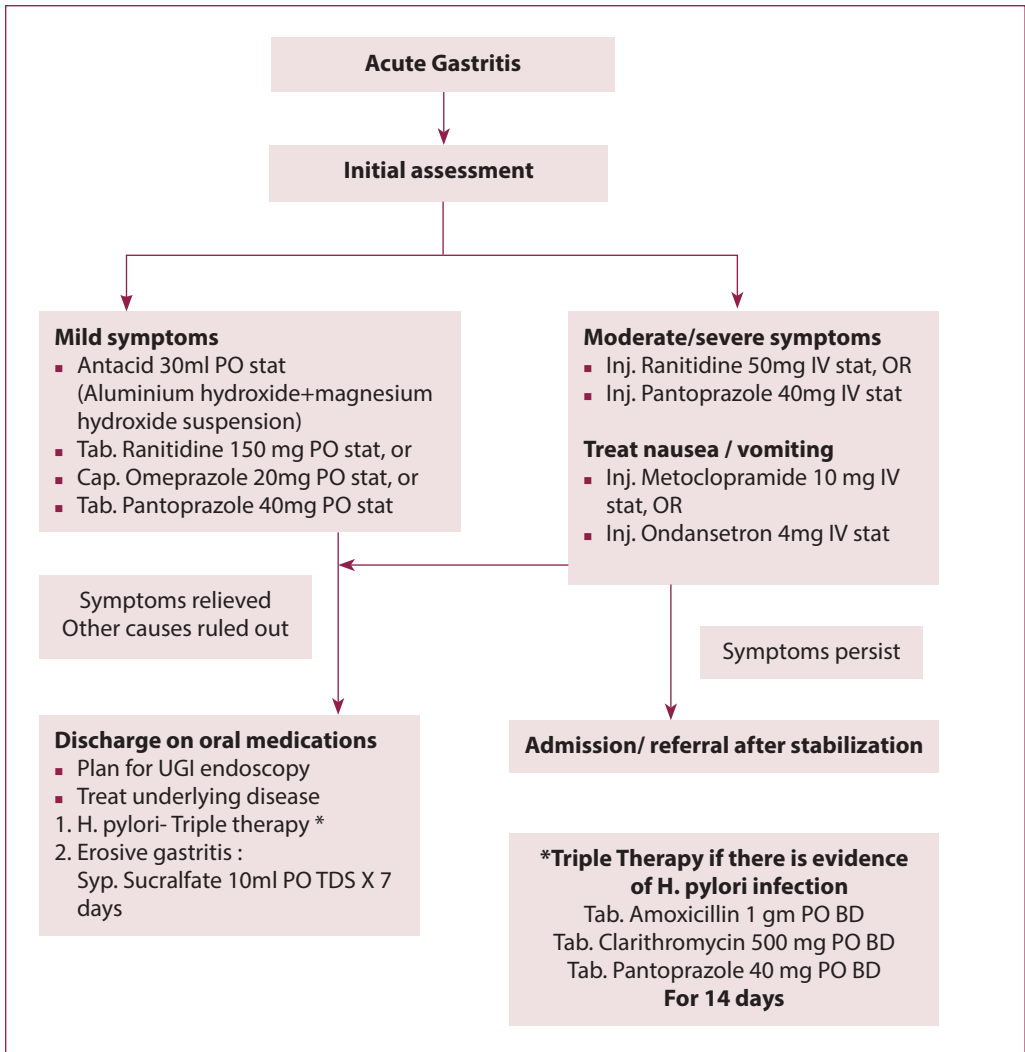 Acute Gastritis
Initial assessment
Mild symptoms
▪ Antacid 30ml PO stat
(Aluminium hydroxide+magnesium
hydroxide suspension)
▪ Tab. Ranitidine 150 mg PO stat, or
▪ Cap. Omeprazole 20mg PO stat, or
▪ Tab. Pantoprazole 40mg PO stat
Moderate/severe symptoms
▪ Inj. Ranitidine 50mg IV stat, OR
▪ Inj. Pantoprazole 40mg IV stat
Treat nausea / vomiting
▪ Inj. Metoclopramide 10 mg IV
stat, OR
▪ Inj. Ondansetron 4mg IV stat
Symptoms relieved
Other causes ruled out
Symptoms persist
Discharge on oral medications
▪ Plan for UGI endoscopy
▪ Treat underlying disease
1. H. pylori- Triple therapy *
2. Erosive gastritis :
Syp. Sucralfate 10ml PO TDS X 7
days
Admission/ referral after stabilization
*Triple Therapy if there is evidence
of H. pylori infection
Tab. Amoxicillin 1 gm PO BD
Tab. Clarithromycin 500 mg PO BD
Tab. Pantoprazole 40 mg PO BD
For 14 days